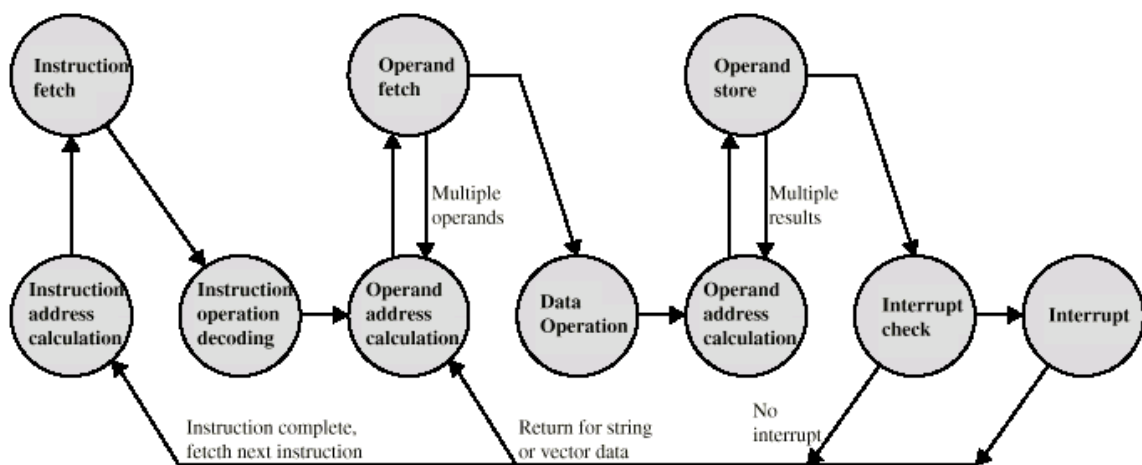 Instruction
fetch
Operand
fetch
Operand
store
Multiple
operands
Multiple
results
Instruction
address
calculation
Instruction
operation
decoding
Operand
address
calculation
Data
Operation
Operand
address
calculation
Interrupt
check
Interrupt
Instruction complete,
fetcth next instruction
Return for string
or vector data
No
interrupt